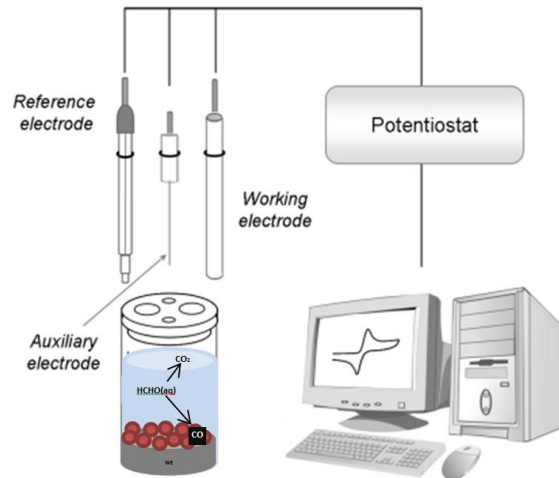 Reference
electrode
Potentiostat
Working
electrode
Auxiliary
electrode
CO₂
HCHO(aq)
CO
WE